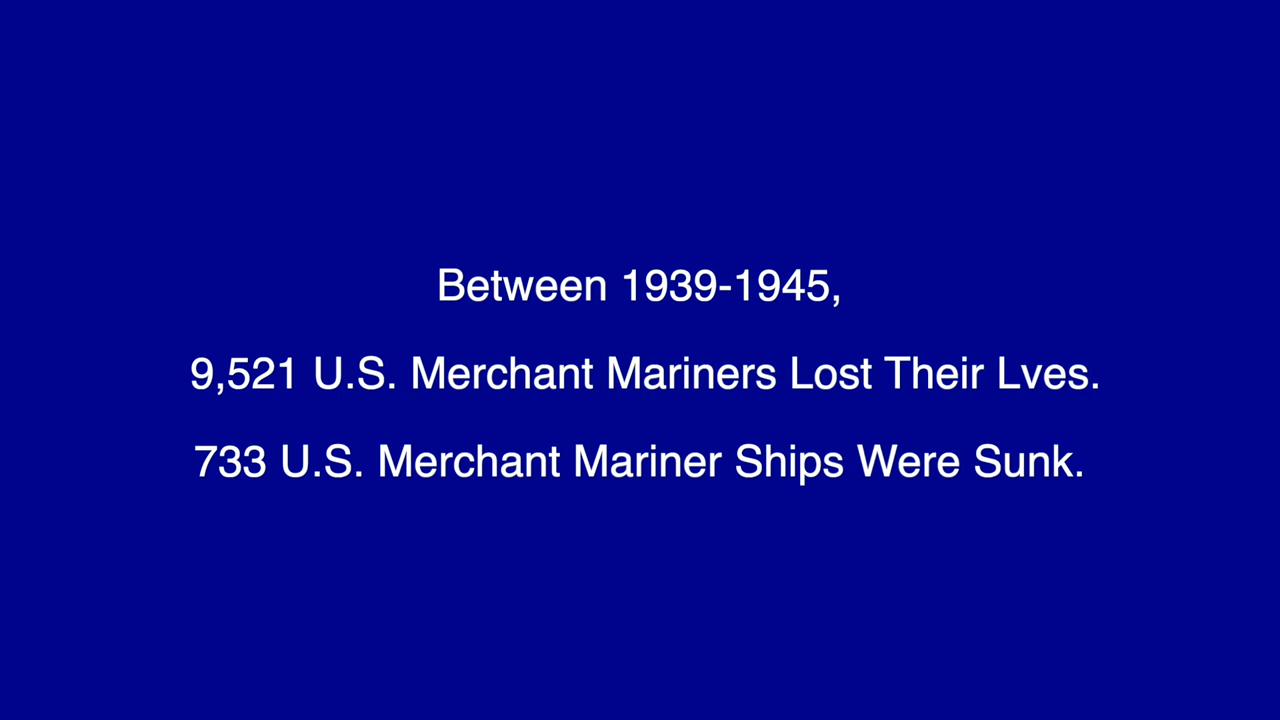 Between 1939-1945,
9,521 U.S. Merchant Mariners Lost Their Lves.
733 U.S. Merchant Mariner Ships Were Sunk.